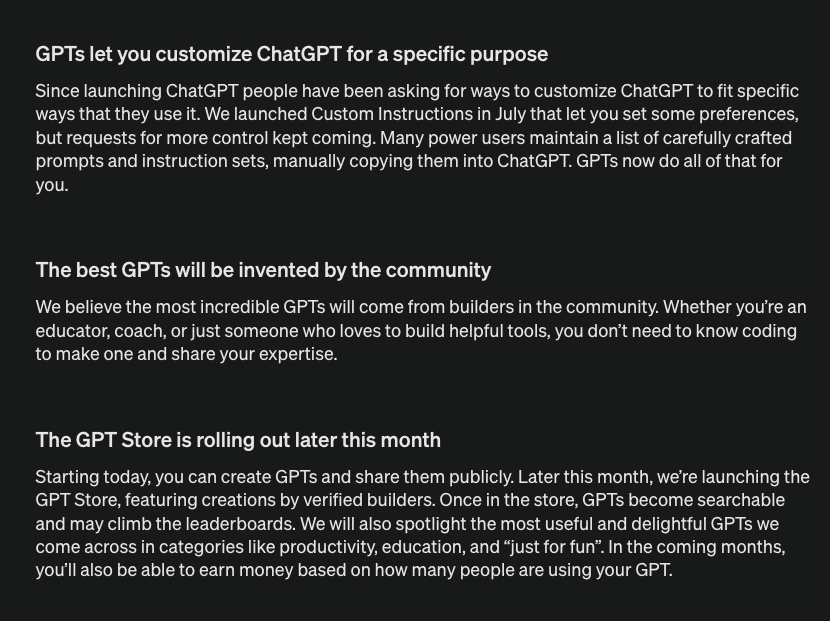 GPTs let you customize ChatGPT for a specific purpose
Since launching ChatGPT people have been asking for ways to customize ChatGPT to fit specific
ways that they use it. We launched Custom Instructions in July that let you set some preferences,
but requests for more control kept coming. Many power users maintain a list of carefully crafted
prompts and instruction sets, manually copying them into ChatGPT. GPTs now do all of that for
you.
The best GPTs will be invented by the community
We believe the most incredible GPTs will come from builders in the community. Whether you’re an
educator, coach, or just someone who loves to build helpful tools, you don’t need to know coding
to make one and share your expertise.
The GPT Store is rolling out later this month
Starting today, you can create GPTs and share them publicly. Later this month, we’re launching the
GPT Store, featuring creations by verified builders. Once in the store, GPTs become searchable
and may climb the leaderboards. We will also spotlight the most useful and delightful GPTs we
come across in categories like productivity, education, and “just for fun”. In the coming months,
you’ll also be able to earn money based on how many people are using your GPT.